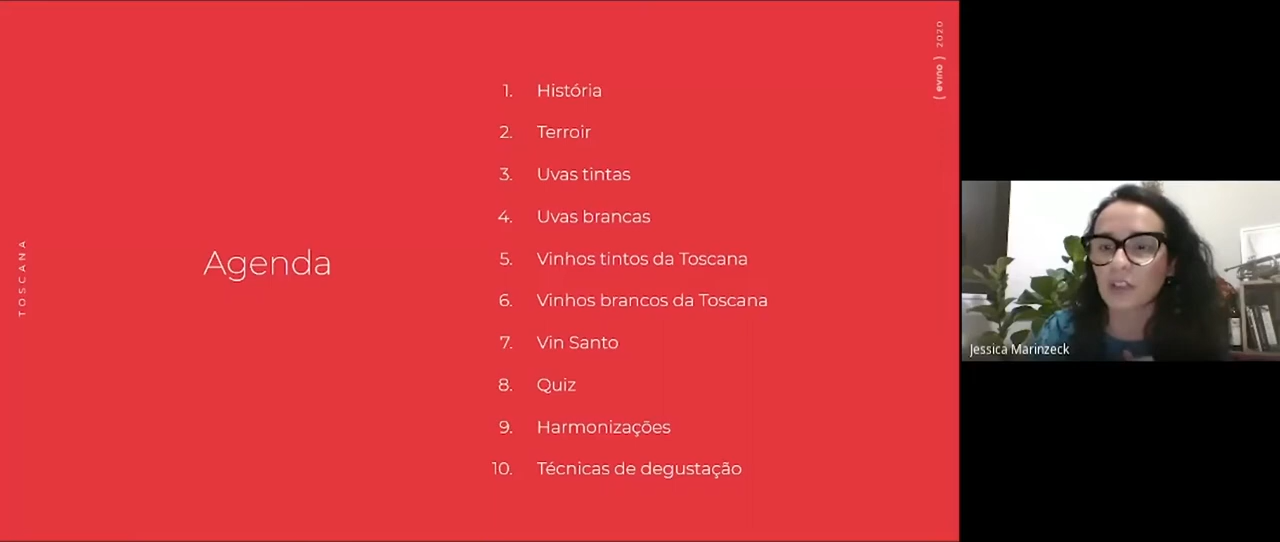 TOSCANA
Agenda
1. História
2. Terroir
3. Uvas tintas
4. Uvas brancas
5. Vinhos tintos da Toscana
6. Vinhos brancos da Toscana
7. Vin Santo
8. Quiz
9. Harmonizações
10. Técnicas de degustação
( evino ) 2020
Jessica Marinzeck